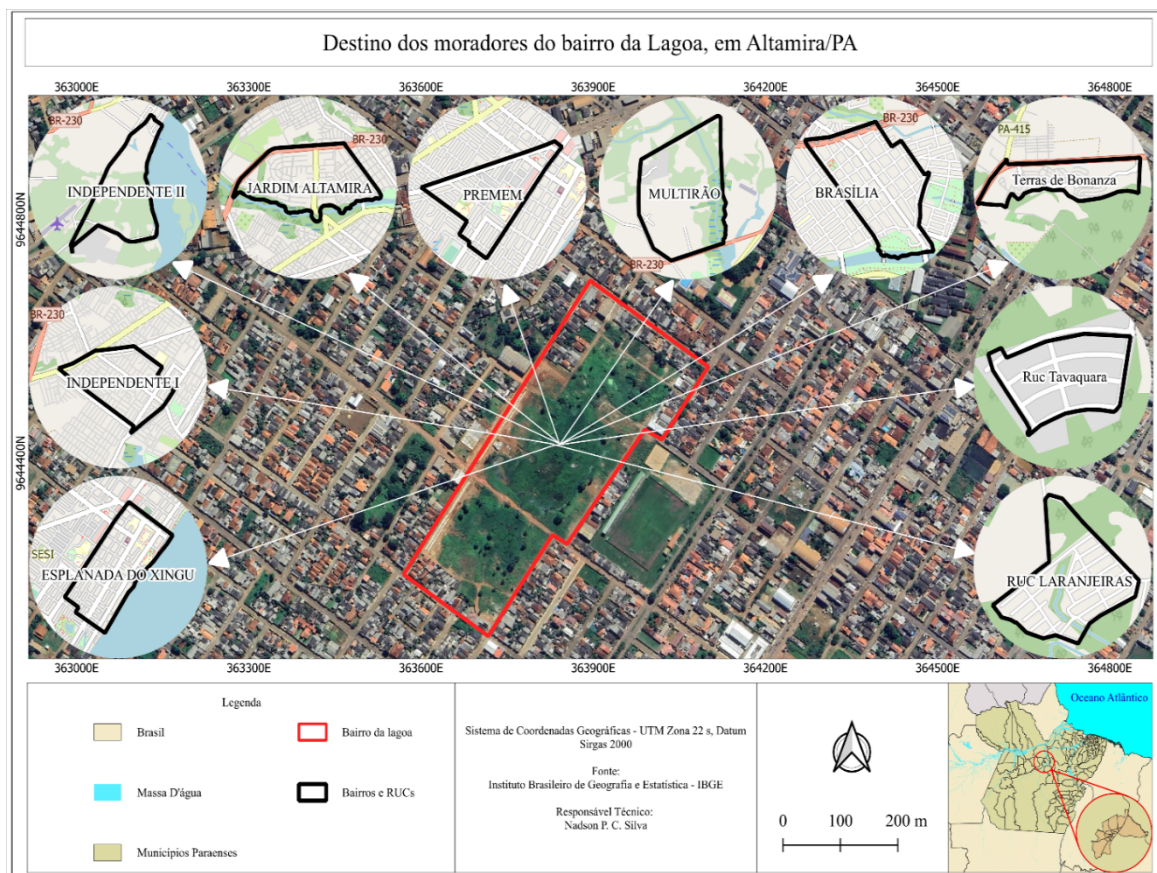 Destino dos moradores do bairro da Lagoa, em Altamira/PA
363000E 363300E 363600E 363900E 364200E 364500E 364800E
BR-230
INDEPENDENTE II
BR-230
JARDIM ALTAMIRA
PREMEM
MULTIRÃO
BR-230
BR-230
BRASÍLIA
PA-415
Terras de Bonanza
9644800N
9644800N
BR-230
INDEPENDENTE I
Ruc Tavaquara
9644400N
9644400N
SESI
ESPLANADA DO XINGU
RUC LARANJEIRAS
363000E 363300E 363600E 363900E 364200E 364500E 364800E
Legenda
Brasil
Bairro da lagoa
Massa D'água
Bairros e RUCs
Municípios Paraenses
Sistema de Coordenadas Geográficas - UTM Zona 22 s, Datum
Sirgas 2000
Fonte:
Instituto Brasileiro de Geografia e Estatistica - IBGE
Responsável Técnico:
Nadson P. C. Silva
0 100 200 m
Oceano Atlântico